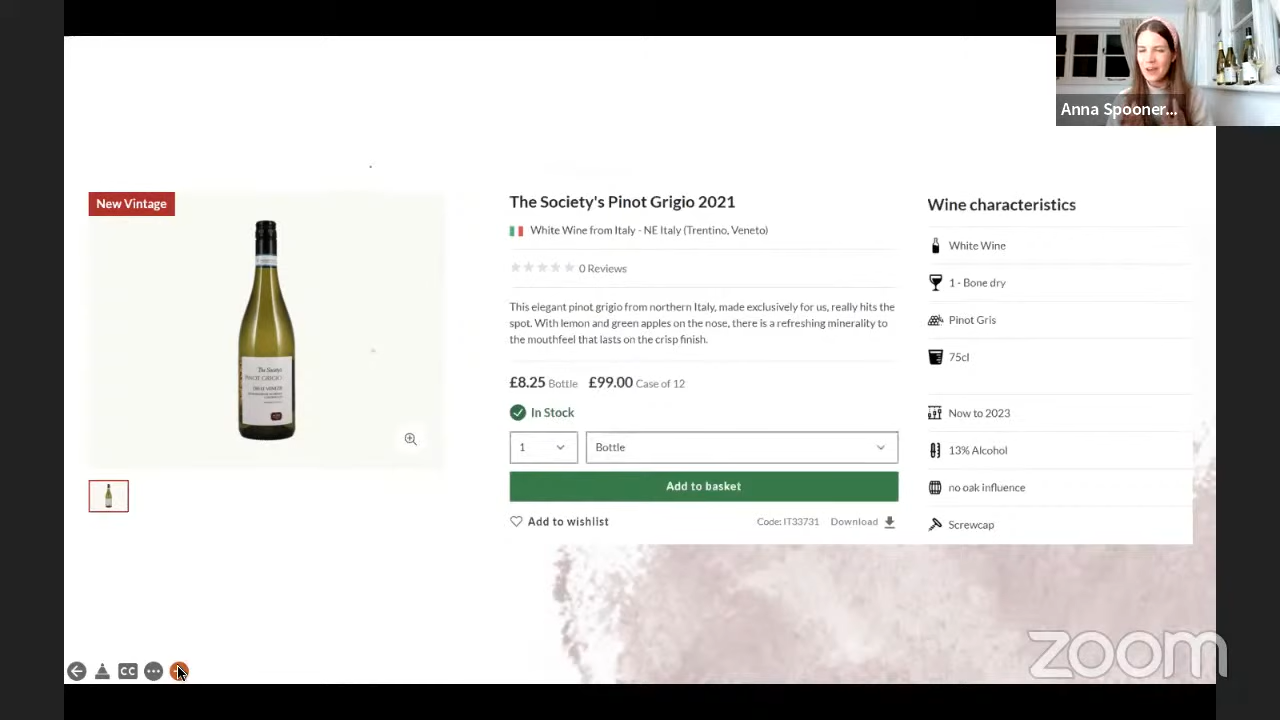 Anna Spooner...
New Vintage
The Society's Pinot Grigio 2021
White Wine from Italy - NE Italy (Trentino, Veneto)
0 Reviews
This elegant pinot grigio from northern Italy, made exclusively for us, really hits the
spot. With lemon and green apples on the nose, there is a refreshing minerality to
the mouthfeel that lasts on the crisp finish.
£8.25 Bottle £99.00 Case of 12
In Stock
1 Bottle
Add to basket
Add to wishlist
Code: IT33731 Download
Wine characteristics
White Wine
1 - Bone dry
Pinot Gris
75cl
Now to 2023
13% Alcohol
no oak influence
Screwcap
The Society's
PINOT GRIGIO
CC
zoom